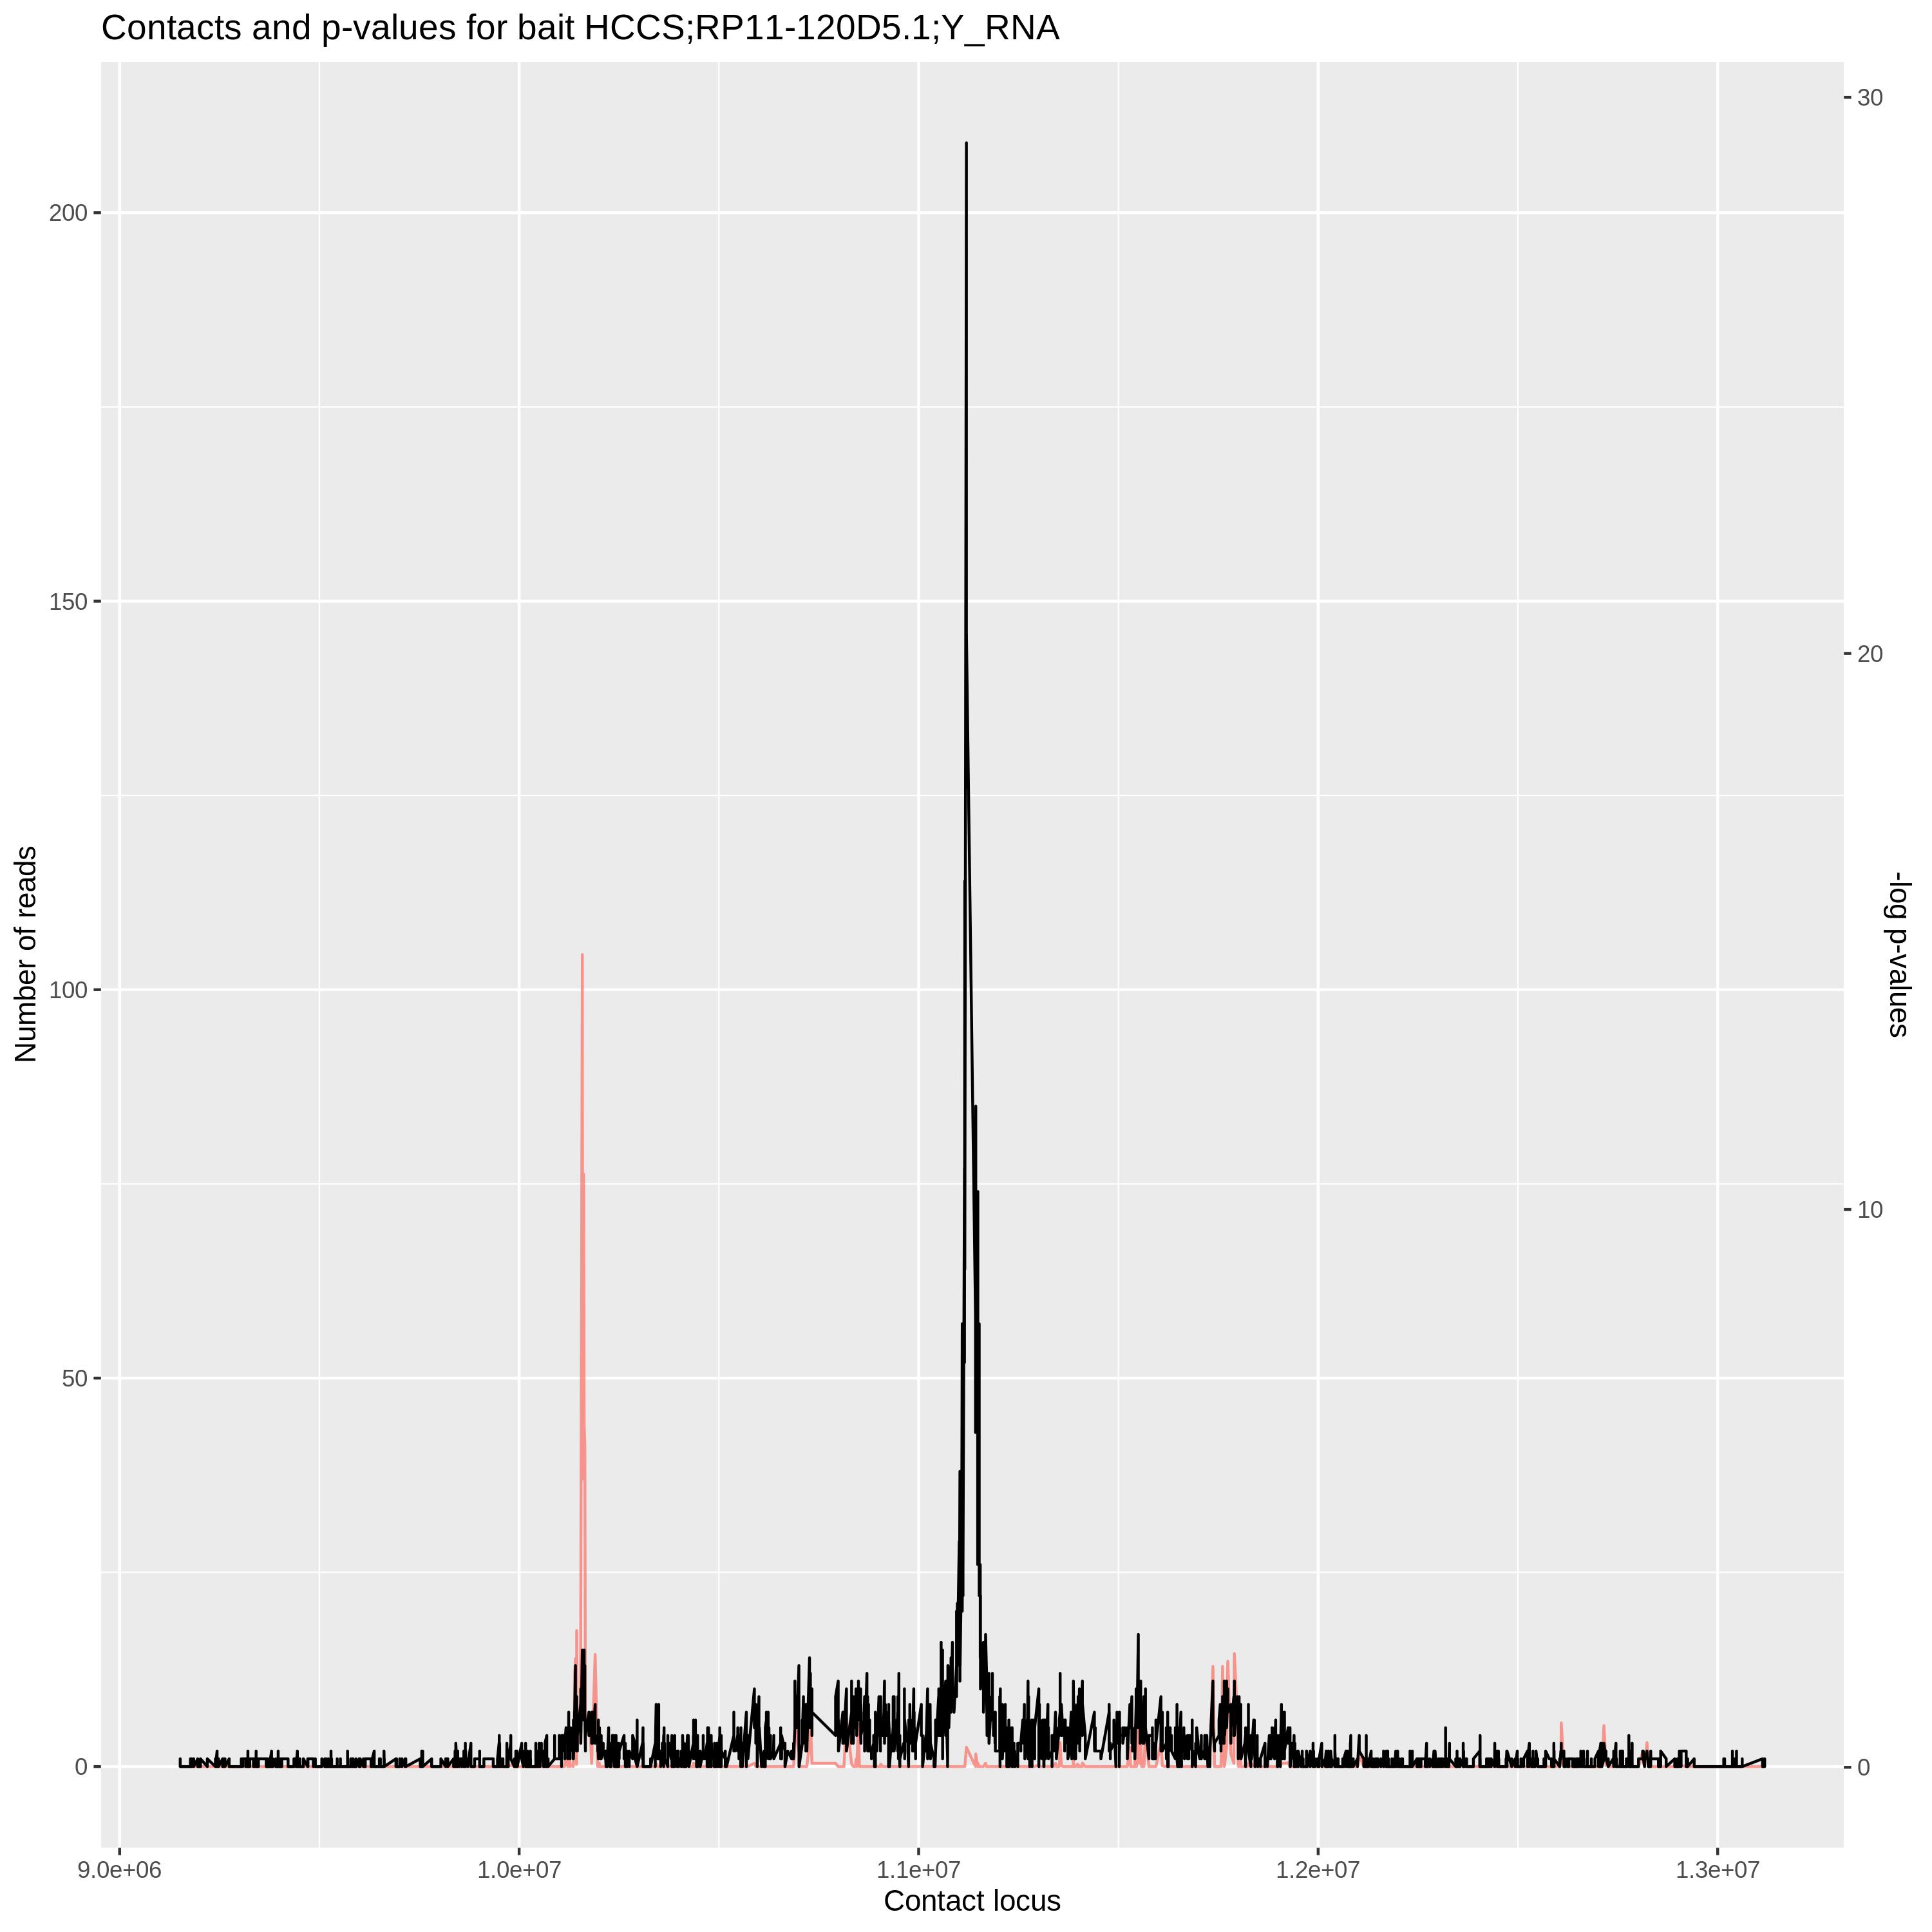 Contacts and p-values for bait HCCS;RP11-120D5.1;Y_RNA
30
200
150
20
Number of reads
-log p-values
100
10
50
0
0
9.0e+06
1.0e+07
1.1e+07
1.2e+07
1.3e+07
Contact locus